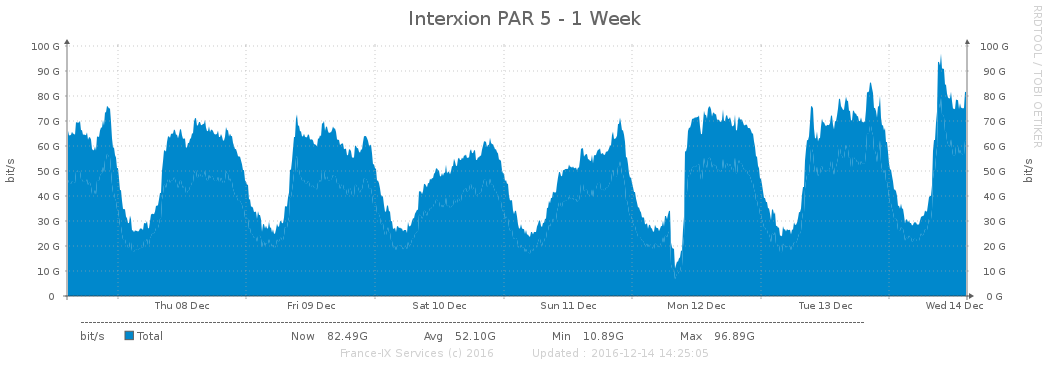 Interxion PAR 5 - 1 Week
RRDTOOL / TOBI OETIKER
100 G 100 G
90 G 90 G
80 G 80 G
70 G 70 G
60 G 60 G
50 G 50 G
40 G 40 G
30 G 30 G
20 G 20 G
10 G 10 G
0 0 G
bit/s bit/s
Thu 08 Dec Fri 09 Dec Sat 10 Dec Sun 11 Dec Mon 12 Dec Tue 13 Dec Wed 14 Dec
bit/s Total Now 82.49G Avg 52.10G Min 10.89G Max 96.89G
France-IX Services (c) 2016 Updated : 2016-12-14 14:25:05